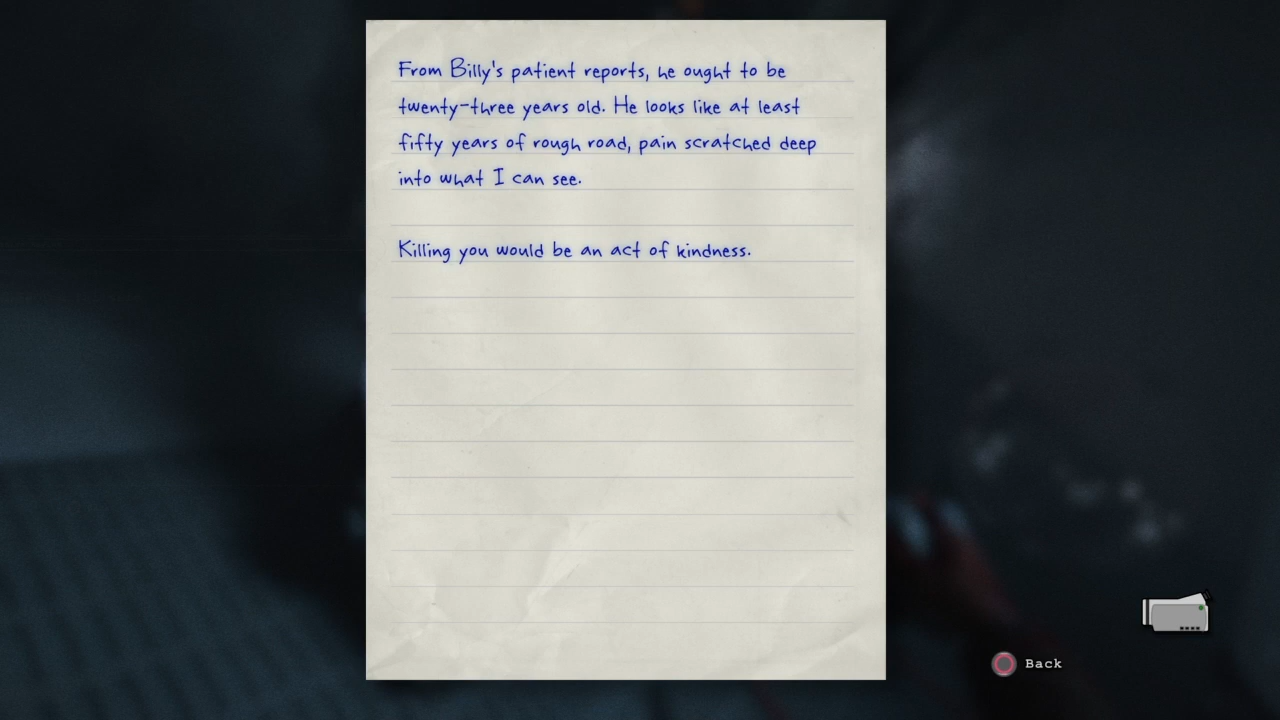 From Billy's patient reports, he ought to be
twenty-three years old. He looks like at least
fifty years of rough road, pain scratched deep
into what I can see.
Killing you would be an act of kindness.
Back